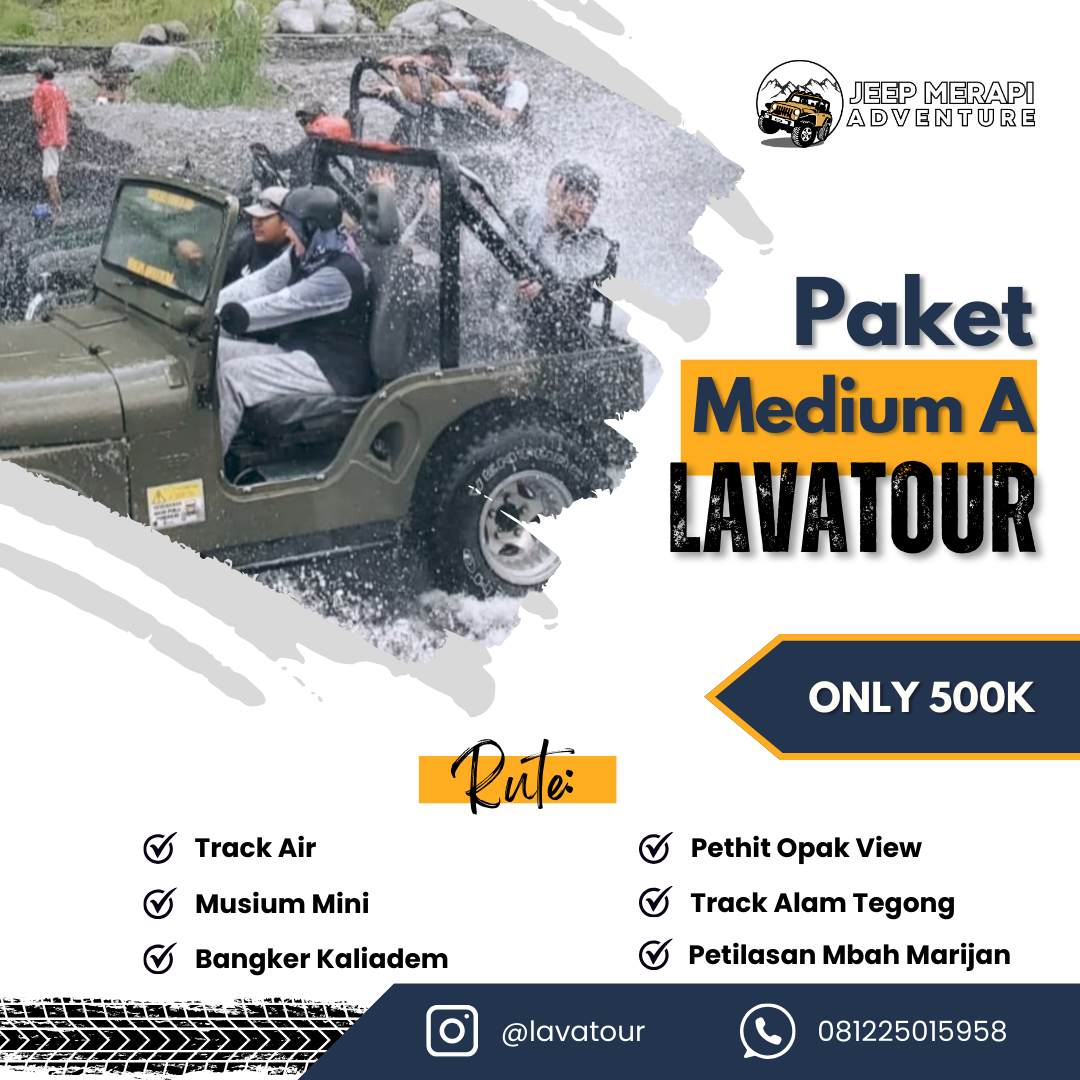 JEEP MERAPI
ADVENTURE
Paket
Medium A
LAVATOUR
ONLY 500K
Rute:
Track Air
Musium Mini
Bangker Kaliadem
Pethit Opak View
Track Alam Tegong
Petilasan Mbah Marijan
@lavatour
081225015958